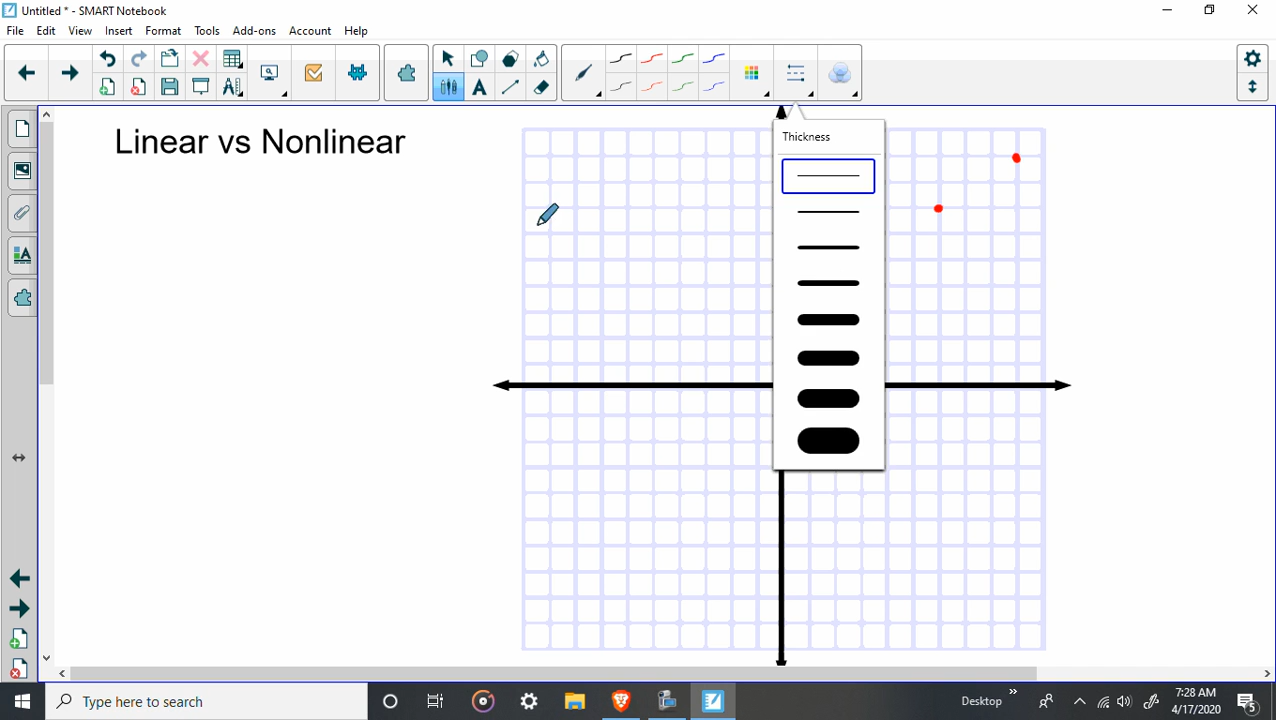 Untitled * - SMART Notebook
File Edit View Insert Format Tools Add-ons Account Help
Linear vs Nonlinear
Thickness
Type here to search
Desktop
7:28 AM
4/17/2020
5